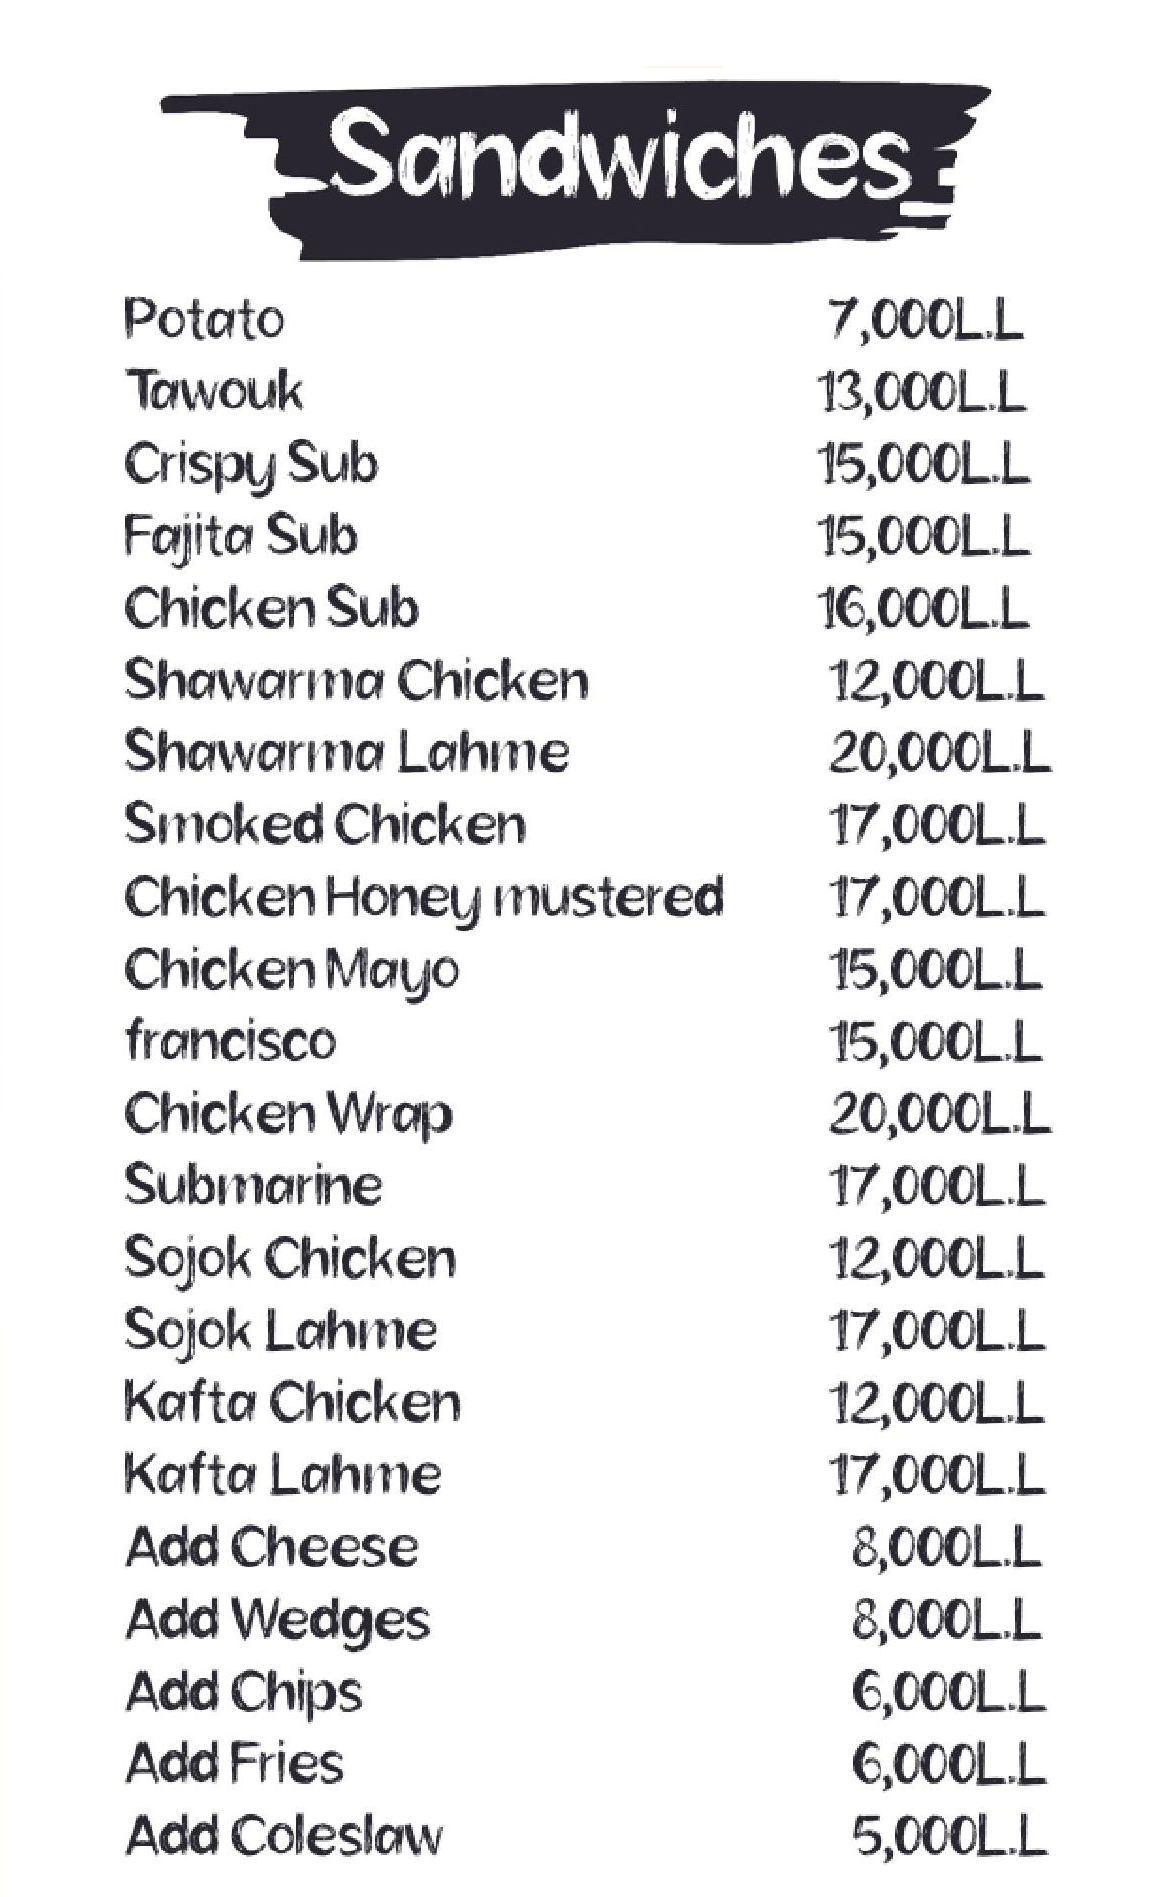 Sandwiches
Potato 7,000L.L
Tawouk 13,000L.L
Crispy Sub 15,000L.L
Fajita Sub 15,000L.L
Chicken Sub 16,000L.L
Shawarma Chicken 12,000L.L
Shawarma Lahme 20,000L.L
Smoked Chicken 17,000L.L
Chicken Honey mustered 17,000L.L
Chicken Mayo 15,000L.L
francisco 15,000L.L
Chicken Wrap 20,000L.L
Submarine 17,000L.L
Sojok Chicken 12,000L.L
Sojok Lahme 17,000L.L
Kafta Chicken 12,000L.L
Kafta Lahme 17,000L.L
Add Cheese 8,000L.L
Add Wedges 8,000L.L
Add Chips 6,000L.L
Add Fries 6,000L.L
Add Coleslaw 5,000L.L